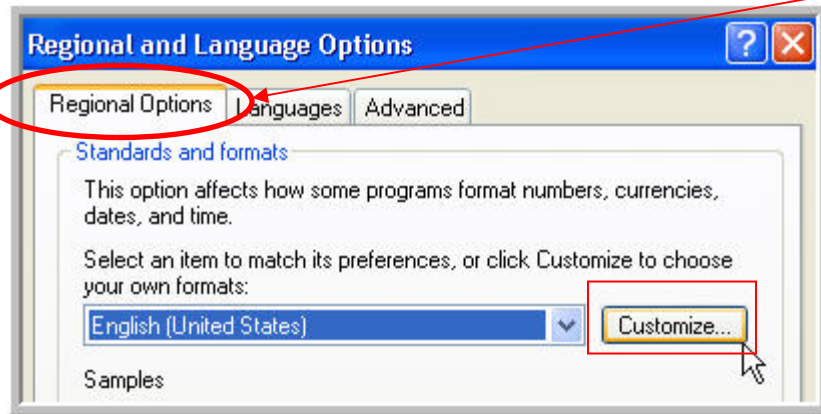 Regional and Language Options
Regional Options Languages Advanced
Standards and formats
This option affects how some programs format numbers, currencies,
dates, and time.
Select an item to match its preferences, or click Customize to choose
your own formats:
English (United States) Customize...
Samples